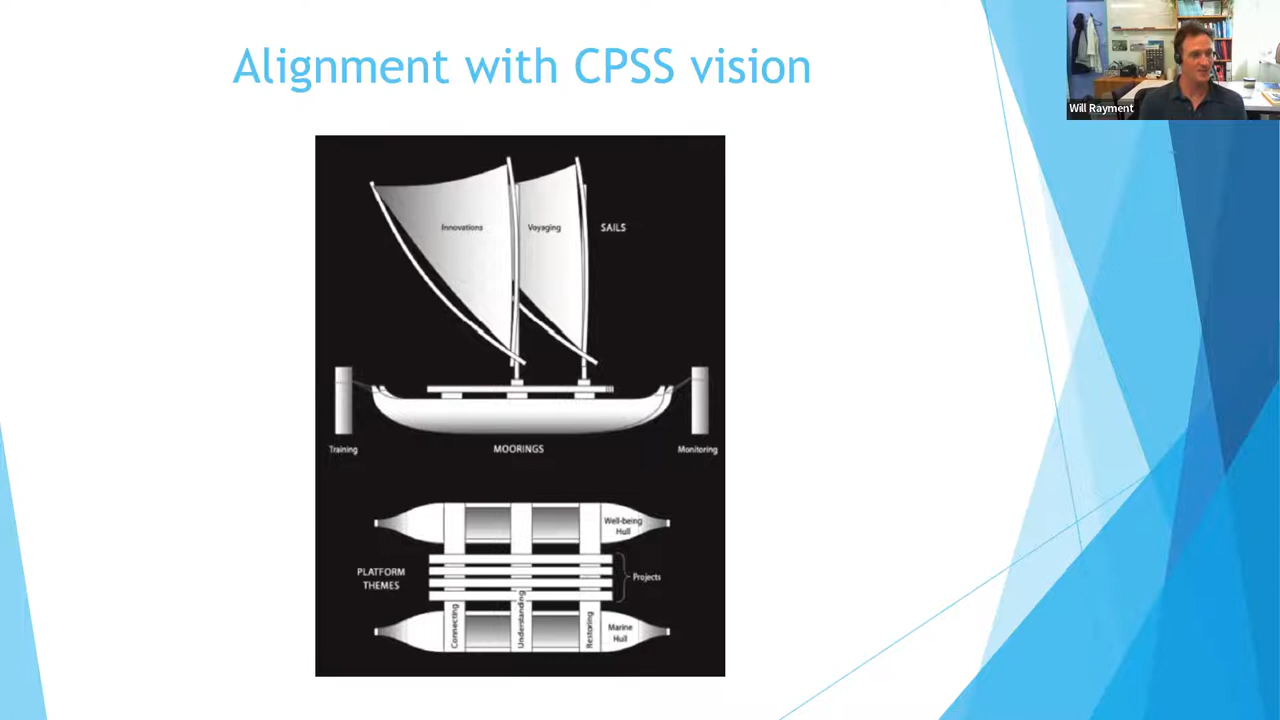 Alignment with CPSS vision
Will Rayment
Innovations
Voyaging
SAILS
Training
MOORINGS
Monitoring
Well-being
Hull
PLATFORM
THEMES
Projects
Connecting
Understanding
Restoring
Marine
Hull